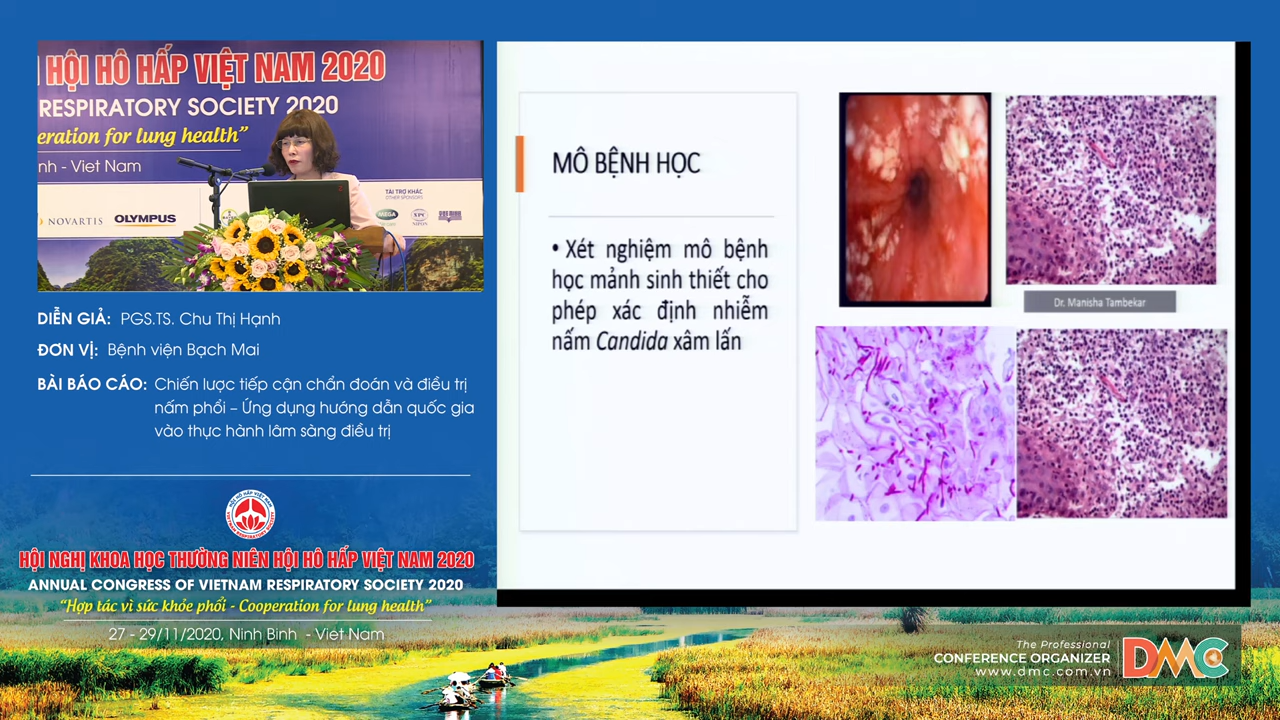 I HỘI HÔ HẤP VIỆT NAM 2020
RESPIRATORY SOCIETY 2020
eration for lung health”
nh - Viet Nam
TÀI TRỢ KHÁC
NOVARTIS
OLYMPUS
MEGA
DIỄN GIẢ: PGS.TS. Chu Thị Hạnh
ĐƠN VỊ: Bệnh viện Bạch Mai
BÀI BÁO CÁO: Chiến lược tiếp cận chẩn đoán và điều trị
nấm phổi – Ứng dụng hướng dẫn quốc gia
vào thực hành lâm sàng điều trị
HỘI NGHỊ KHOA HỌC THƯỜNG NIÊN HỘI HÔ HẤP VIỆT NAM 2020
ANNUAL CONGRESS OF VIETNAM RESPIRATORY SOCIETY 2020
“Hợp tác vì sức khỏe phổi - Cooperation for lung health”
27 - 29/11/2020, Ninh Binh - Viet Nam
MÔ BỆNH HỌC
• Xét nghiệm mô bệnh
học mảnh sinh thiết cho
phép xác định nhiễm
nấm Candida xâm lấn
Dr. Manisha Tambekar
The Professional
CONFERENCE ORGANIZER
www.dmc.com.vn
DMC